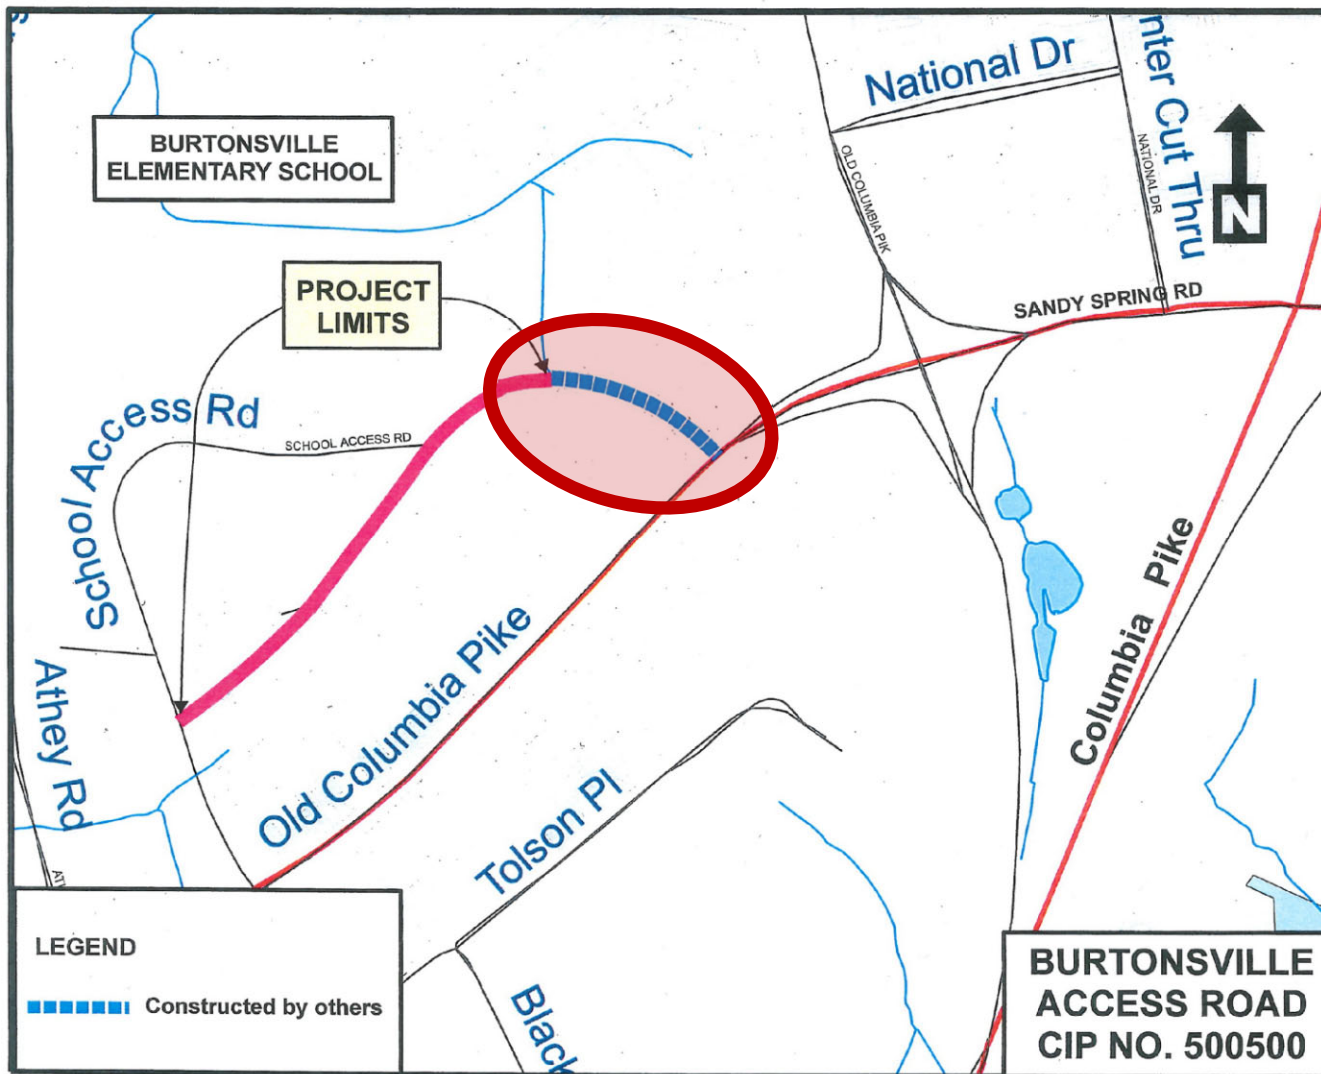 National Dr
nter Cut Thru
BURTONSVILLE
ELEMENTARY SCHOOL
OLD COLUMBIA PIK
NATIONAL DR
N
PROJECT
LIMITS
SANDY SPRING RD
School Access Rd
SCHOOL ACCESS RD
Columbia Pike
Old Columbia Pike
Athey Rd
Tolson Pl
LEGEND
Constructed by others
Black
BURTONSVILLE
ACCESS ROAD
CIP NO. 500500